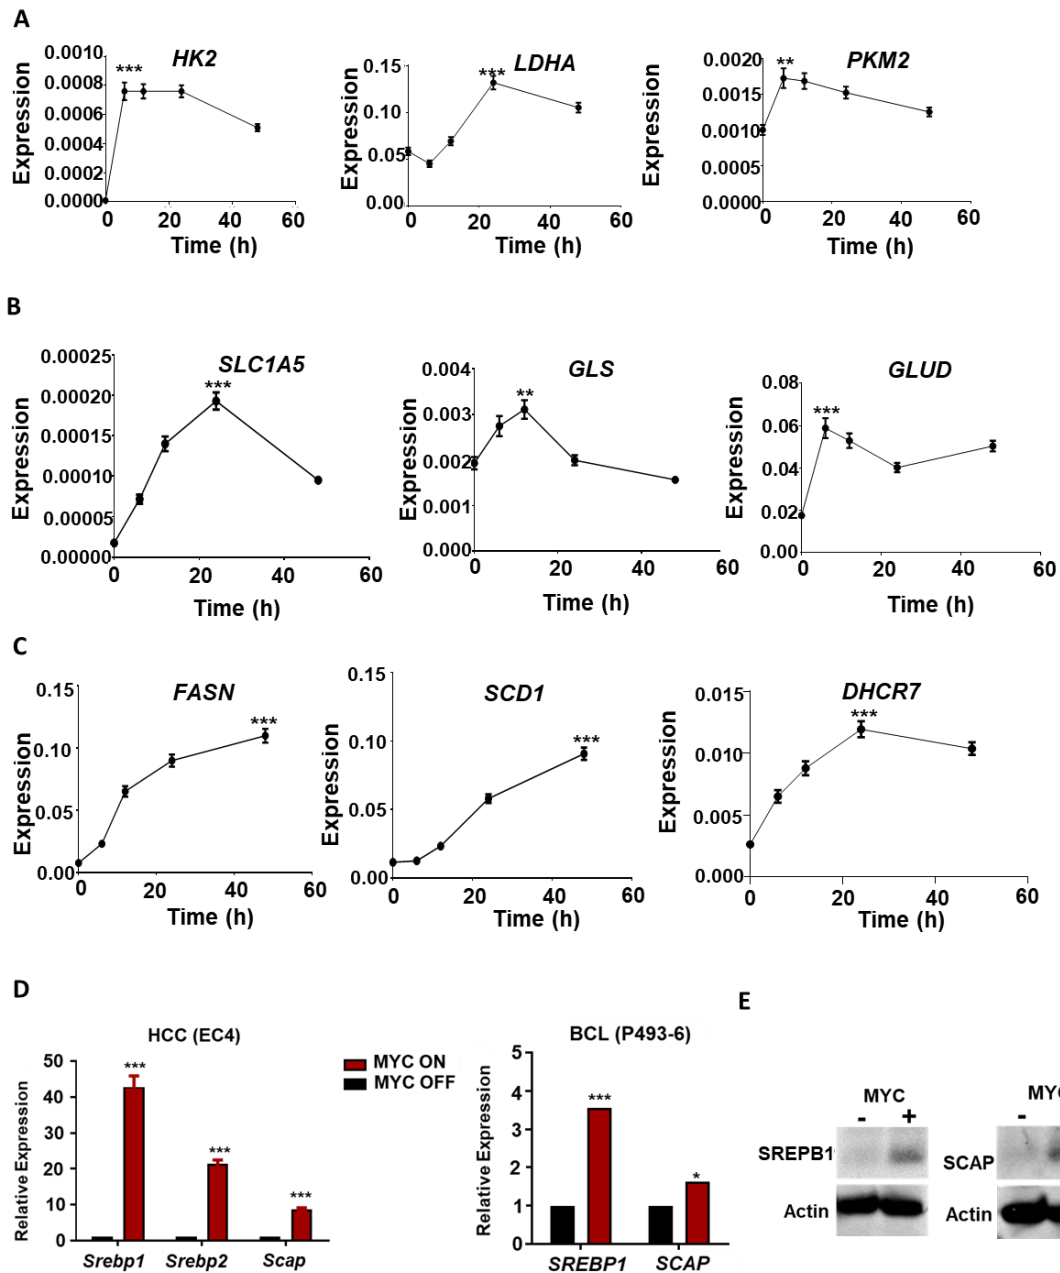 A
HK2
***
0.0010
0.0008
0.0006
0.0004
0.0002
0.0000
Expression
0 20 40 60
Time (h)
LDHA
***
0.15
0.10
0.05
0.00
Expression
0 20 40 60
Time (h)
PKM2
**
0.0020
0.0015
0.0010
0.0005
0.0000
Expression
0 20 40 60
Time (h)
B
SLC1A5
***
0.00025
0.00020
0.00015
0.00010
0.00005
0.00000
Expression
0 20 40 60
Time (h)
GLS
**
0.004
0.003
0.002
0.001
0.000
Expression
0 20 40 60
Time (h)
GLUD
***
0.08
0.06
0.04
0.02
0.00
Expression
0 20 40 60
Time (h)
C
FASN
***
0.15
0.10
0.05
0.00
Expression
0 20 40 60
Time (h)
SCD1
***
0.15
0.10
0.05
0.00
Expression
0 20 40 60
Time (h)
DHCR7
***
0.015
0.010
0.005
0.000
Expression
0 20 40 60
Time (h)
D
HCC (EC4)
50
40
30
20
10
0
Relative Expression
***
***
***
Srebp1 Srebp2 Scap
MYC ON
MYC OFF
BCL (P493-6)
5
4
3
2
1
0
Relative Expression
***
*
SREBP1 SCAP
E
MYC
- +
SREPB1
Actin
MYC
-
SCAP
Actin